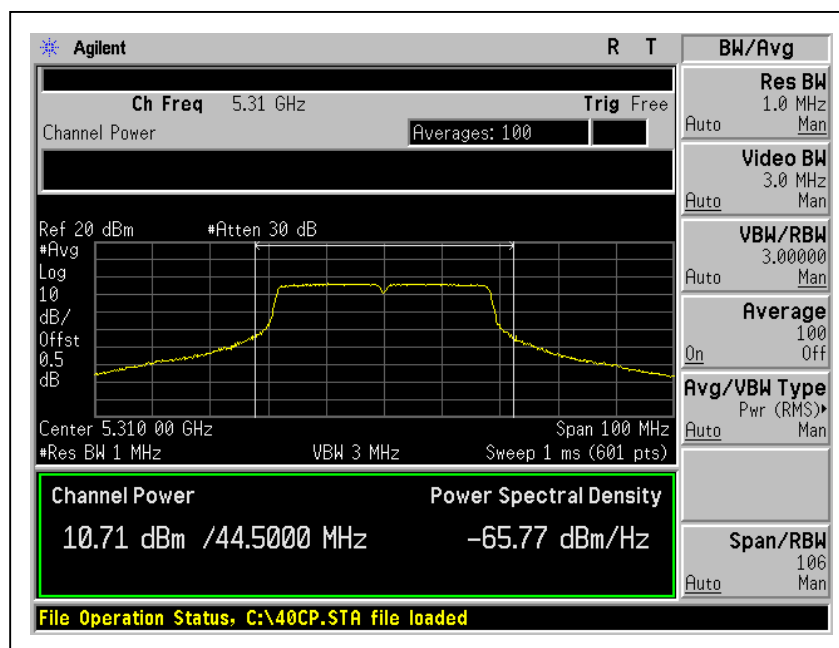 Agilent R T
Ch Freq 5.31 GHz Trig Free
Channel Power Averages: 100
Ref 20 dBm #Atten 30 dB
#Avg
Log
10
dB/
Offst
0.5
dB
Center 5.310 00 GHz Span 100 MHz
#Res BW 1 MHz VBW 3 MHz Sweep 1 ms (601 pts)
Channel Power Power Spectral Density
10.71 dBm /44.5000 MHz -65.77 dBm/Hz
File Operation Status, C:\40CP.STA file loaded
BW/Avg
Res BW
1.0 MHz
Auto Man
Video BW
3.0 MHz
Auto Man
VBW/RBW
3.00000
Auto Man
Average
100
On Off
Avg/VBW Type
Pwr (RMS)▸
Auto Man
Span/RBW
106
Auto Man